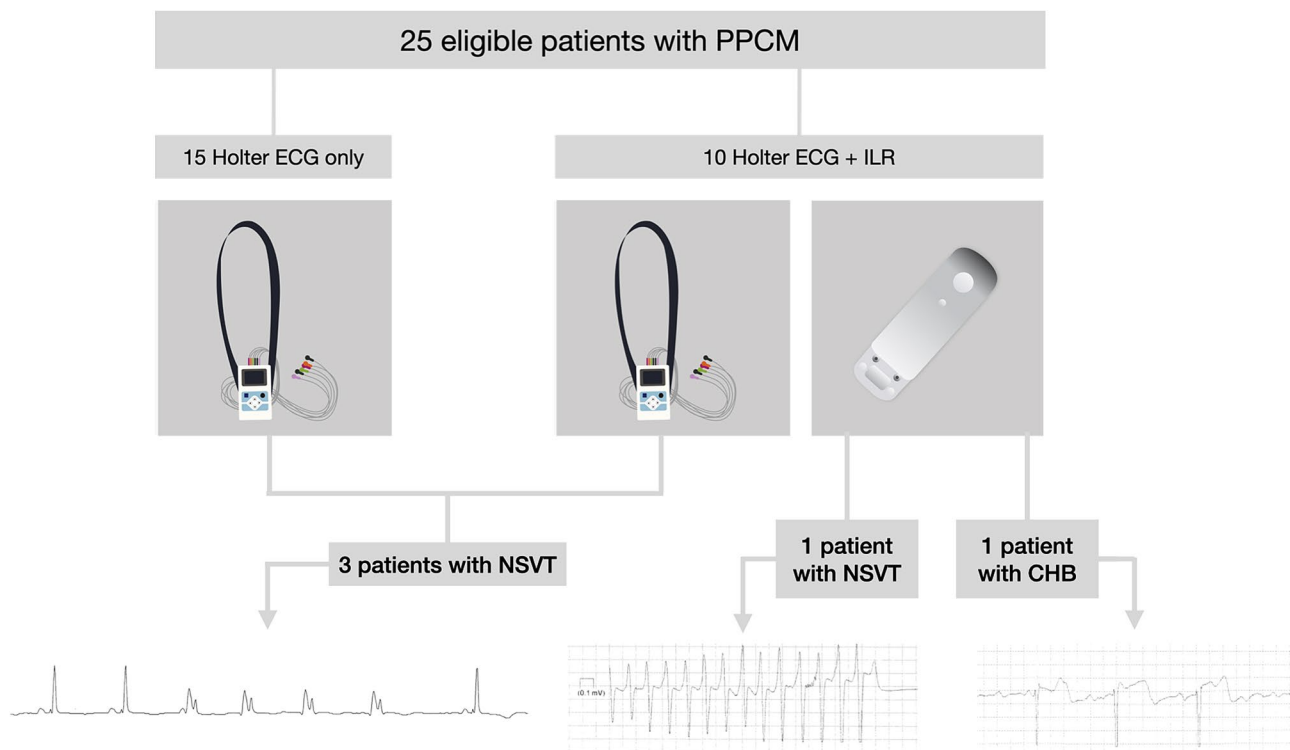 25 eligible patients with PPCM
15 Holter ECG only
10 Holter ECG + ILR
3 patients with NSVT
1 patient
with NSVT
1 patient
with CHB
(0.1 mV)